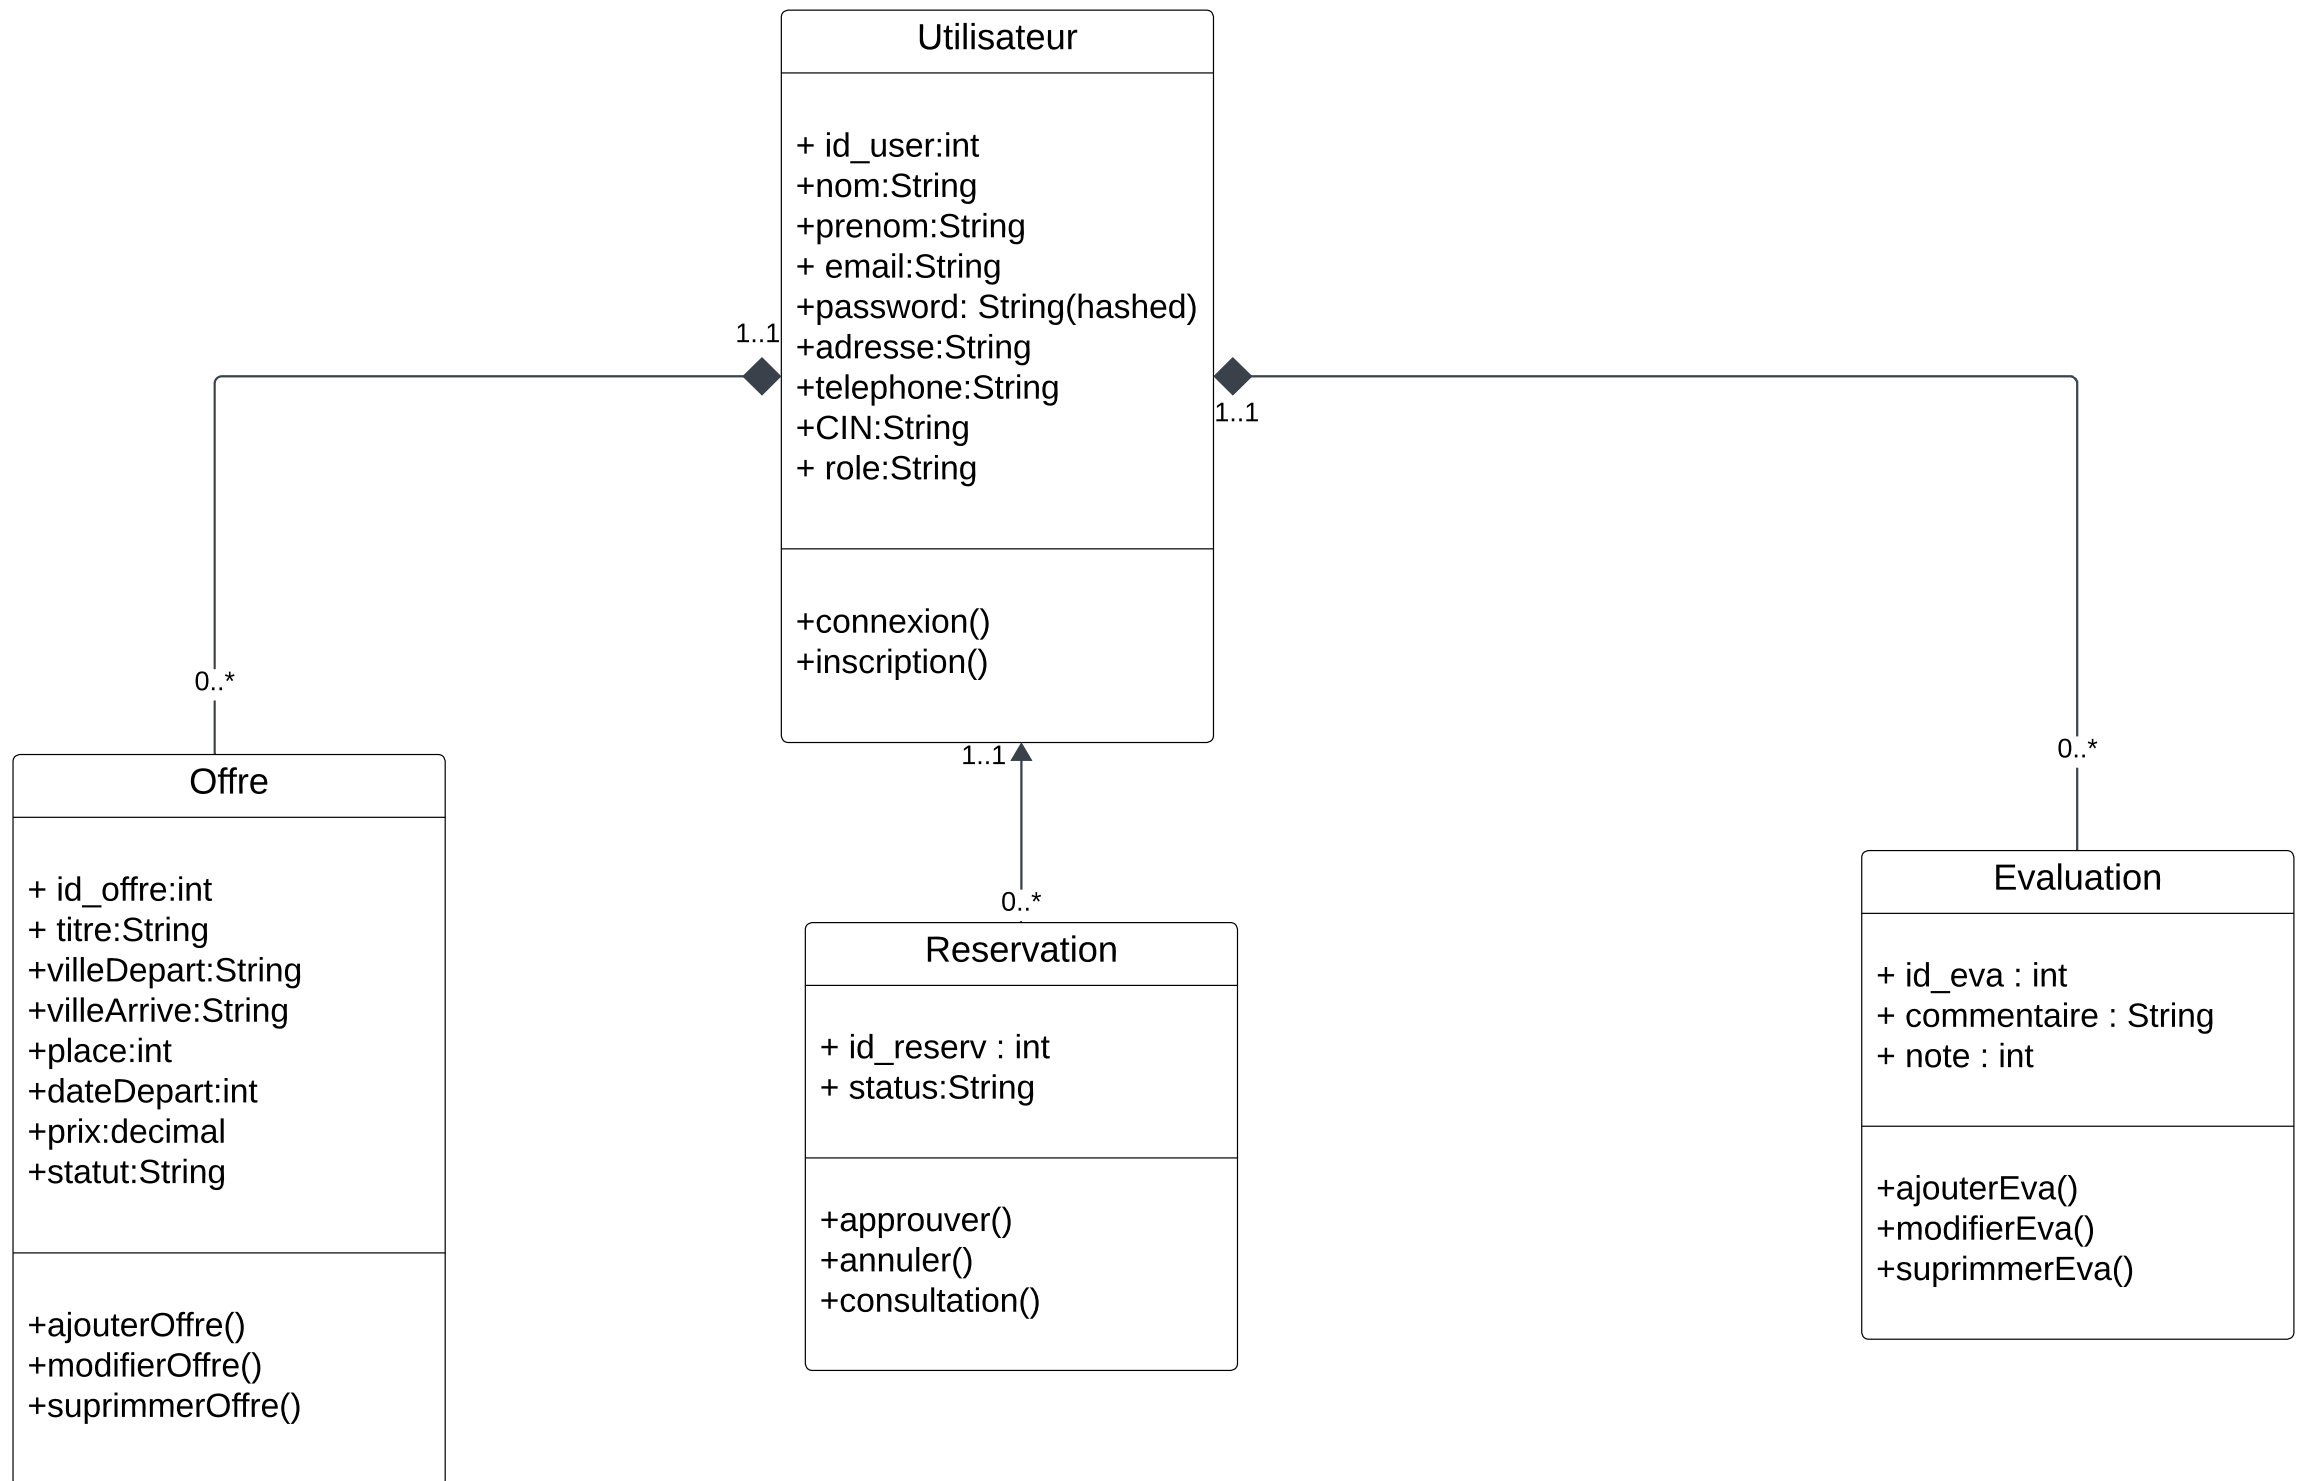 Utilisateur
+ id_user:int
+nom:String
+prenom:String
+ email:String
+password: String(hashed)
+adresse:String
+telephone:String
+CIN:String
+ role:String
+connexion()
+inscription()
1..1
1..1
1..1
0..*
0..*
0..*
Offre
+ id_offre:int
+ titre:String
+villeDepart:String
+villeArrive:String
+place:int
+dateDepart:int
+prix:decimal
+statut:String
+ajouterOffre()
+modifierOffre()
+suprimmerOffre()
Reservation
+ id_reserv : int
+ status:String
+approuver()
+annuler()
+consultation()
Evaluation
+ id_eva : int
+ commentaire : String
+ note : int
+ajouterEva()
+modifierEva()
+suprimmerEva()